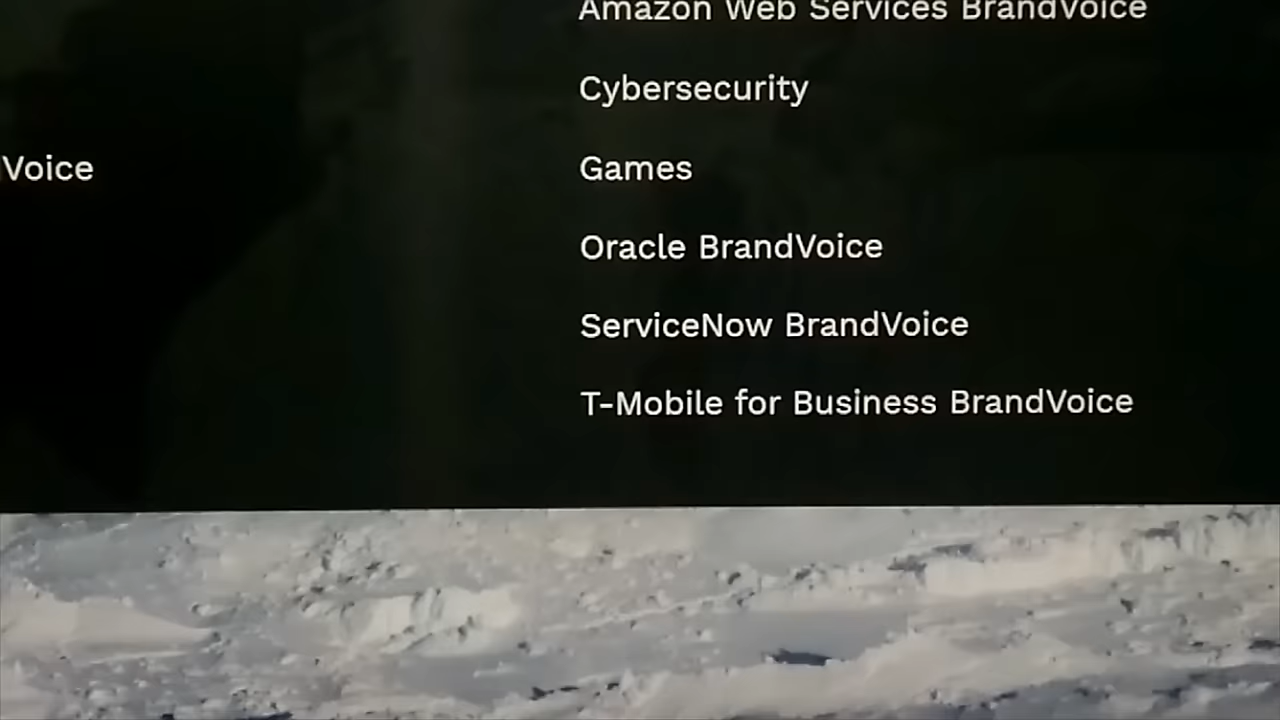 Amazon Web Services BrandVoice
Cybersecurity
Voice
Games
Oracle BrandVoice
ServiceNow BrandVoice
T-Mobile for Business BrandVoice